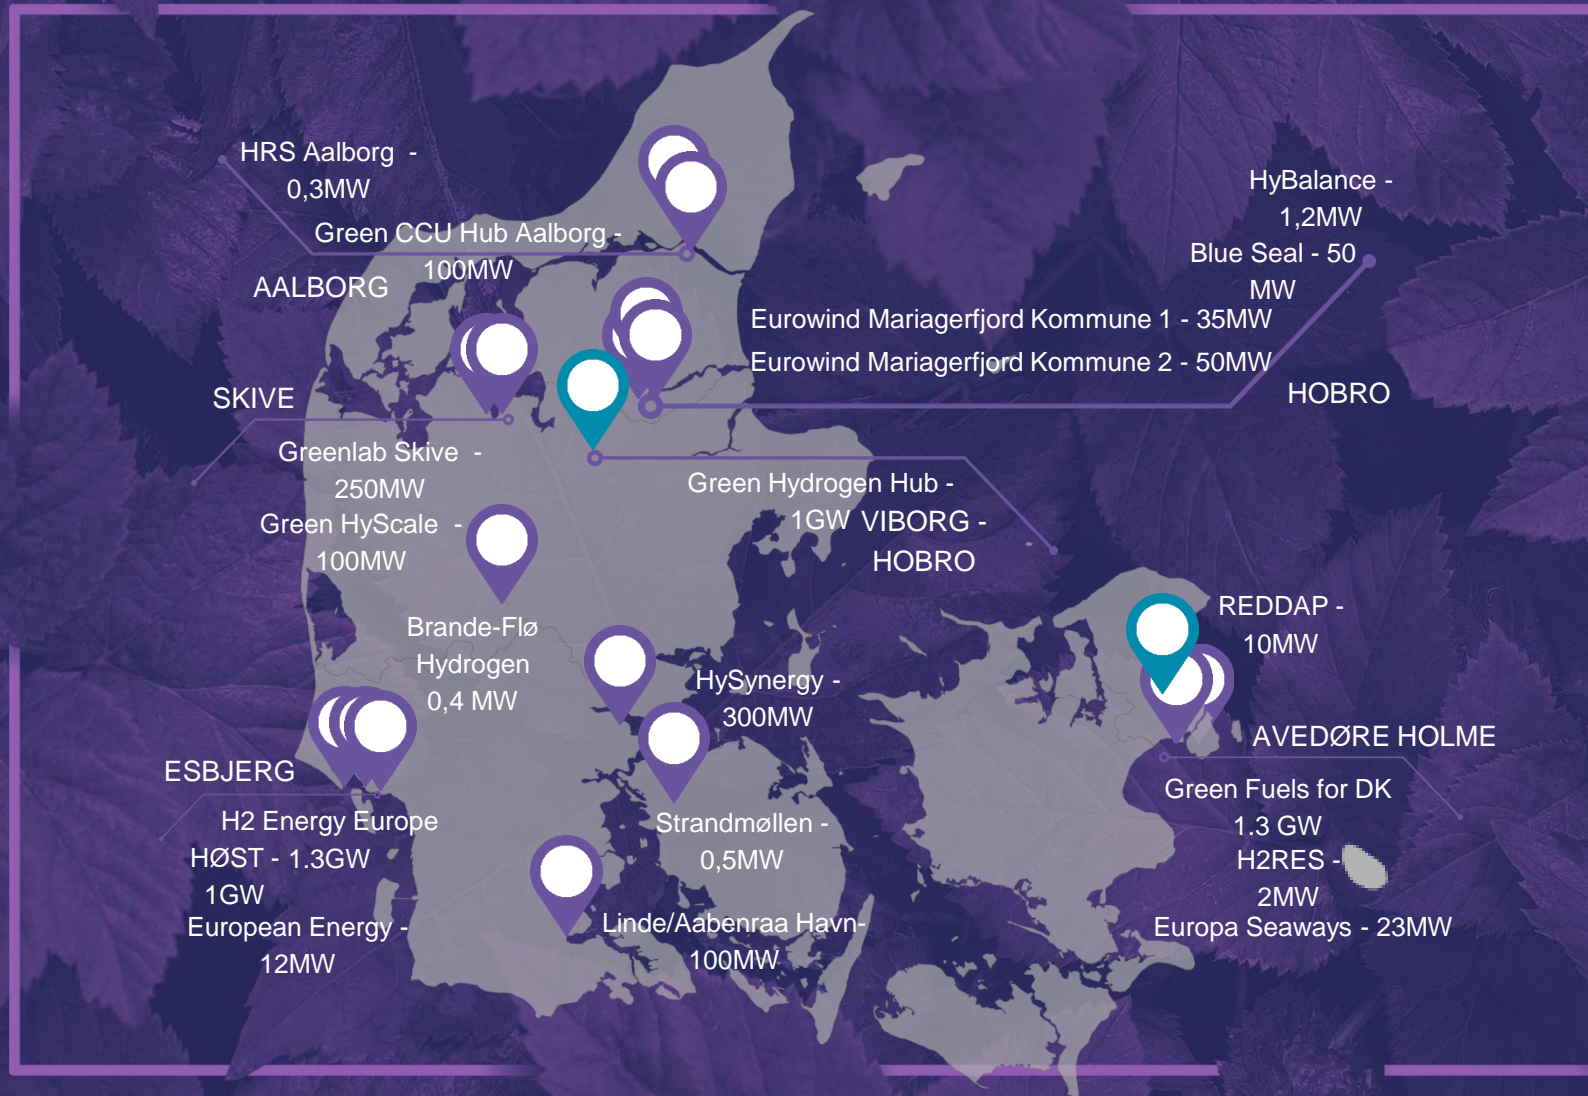 HRS Aalborg -
0,3MW
Green CCU Hub Aalborg -
100MW
AALBORG
HyBalance -
1,2MW
Blue Seal - 50
MW
Eurowind Mariagerfjord Kommune 1 - 35MW
Eurowind Mariagerfjord Kommune 2 - 50MW
HOBRO
SKIVE
Greenlab Skive -
250MW
Green HyScale -
100MW
Green Hydrogen Hub -
1GW VIBORG -
HOBRO
Brande-Flø
Hydrogen
0,4 MW
HySynergy -
300MW
REDDAP -
10MW
AVEDØRE HOLME
Green Fuels for DK
1.3 GW
H2RES -
2MW
Europa Seaways - 23MW
ESBJERG
H2 Energy Europe
HØST - 1.3GW
1GW
European Energy -
12MW
Strandmøllen -
0,5MW
Linde/Aabenraa Havn-
100MW